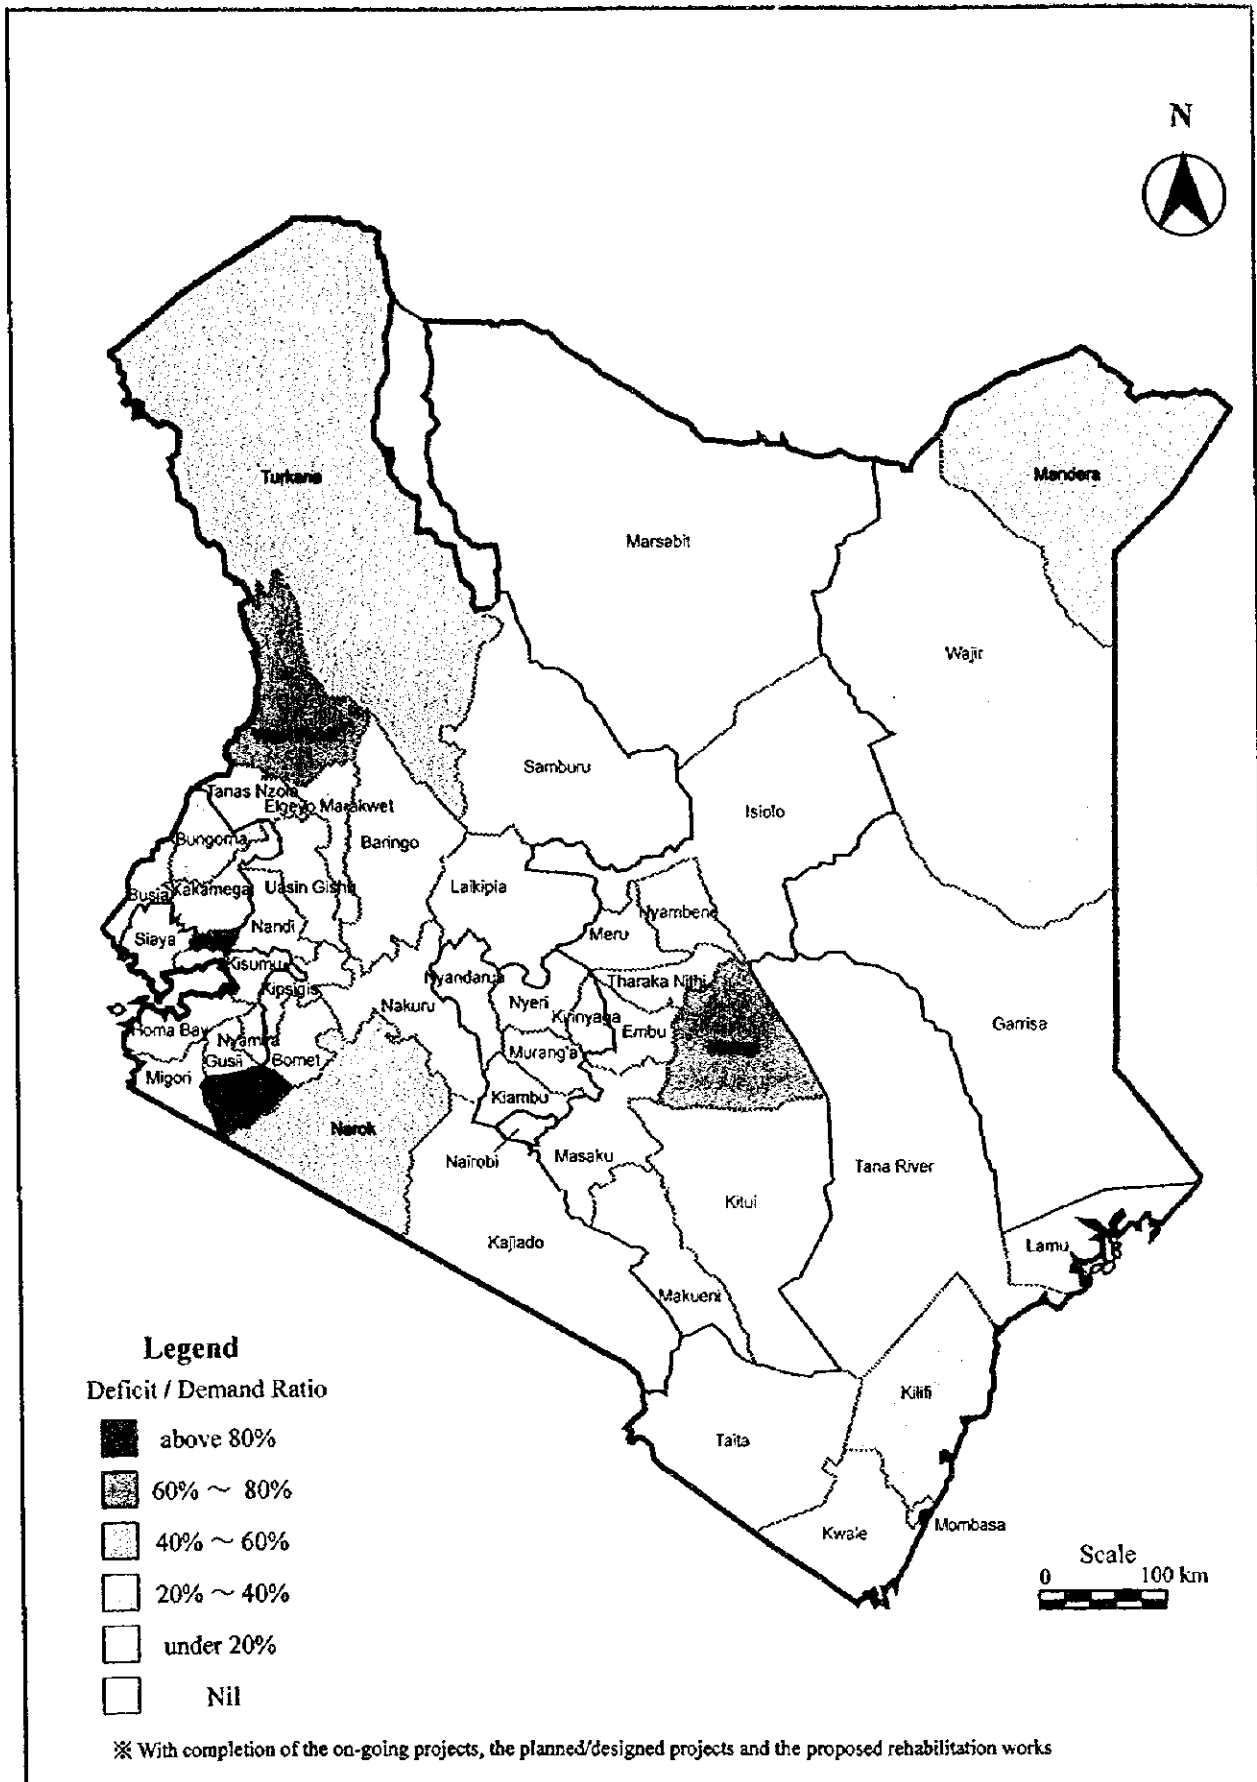 N
Turkana
Mandera
Marsabit
Wajir
Samburu
Isiolo
Tanas Nzoia
Elgeyo Marakwet
Bungoma
Baringo
Busia
Kakamega
Uasin Gishu
Laikipia
Nyambene
Siaya
Nandi
Meru
Kisumu
Nyandarua
Tharaka Nithi
Kipsigis
Nakuru
Nyeri
Kirinyaga
Garrisa
Homa Bay
Nyamira
Embu
Gusii
Bomet
Murang'a
Migori
Kiambu
Narok
Nairobi
Masaku
Tana River
Kitui
Kajiado
Lamu
Makueni
Legend
Deficit / Demand Ratio
above 80%
60% ～ 80%
40% ～ 60%
20% ～ 40%
under 20%
Nil
Kilifi
Taita
Kwale
Mombasa
Scale
0 100 km
※ With completion of the on-going projects, the planned/designed projects and the proposed rehabilitation works